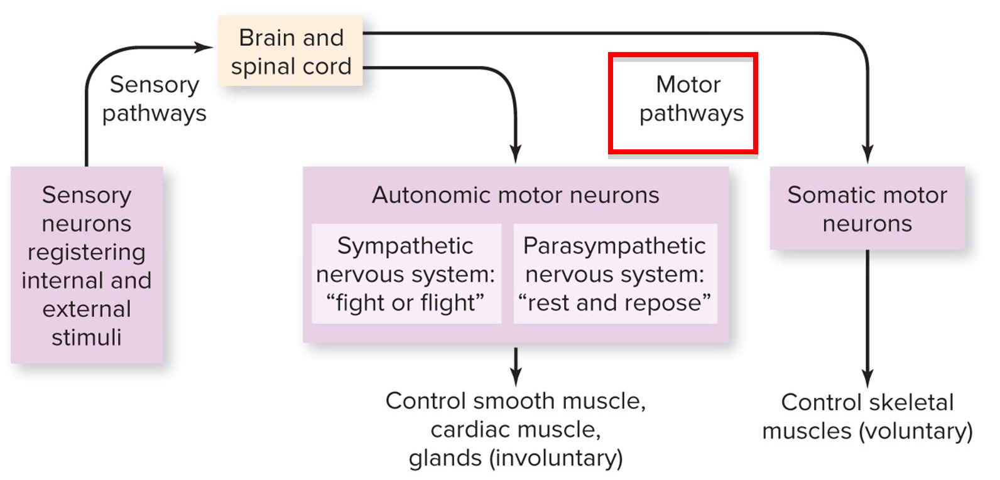 Brain and
spinal cord
Sensory
pathways
Motor
pathways
Sensory
neurons
registering
internal and
external
stimuli
Autonomic motor neurons
Sympathetic
nervous system:
“fight or flight”
Parasympathetic
nervous system:
“rest and repose”
Somatic motor
neurons
Control smooth muscle,
cardiac muscle,
glands (involuntary)
Control skeletal
muscles (voluntary)